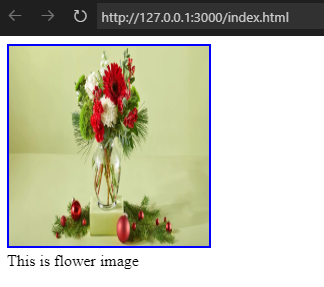 http://127.0.0.1:3000/index.html
This is flower image